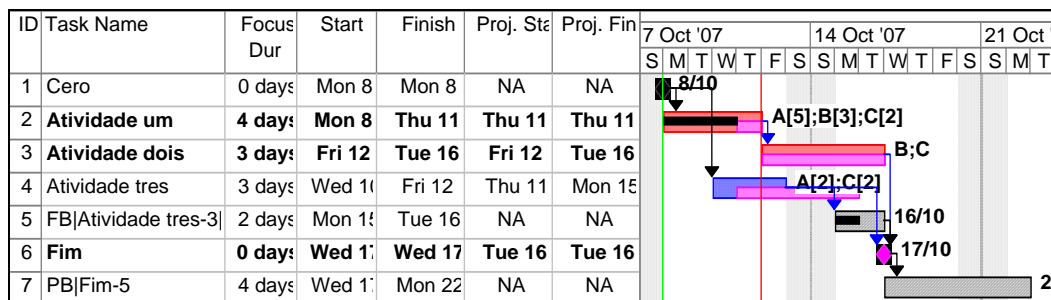 ID Task Name Focus Dur Start Finish Proj. Sta Proj. Fin 7 Oct '07 14 Oct '07 21 Oct '
S M T W T F S S M T W T F S S M T
1 Cero 0 days Mon 8 Mon 8 NA NA 8/10
2 Atividade um 4 days Mon 8 Thu 11 Thu 11 Thu 11 A[5];B[3];C[2]
3 Atividade dois 3 days Fri 12 Tue 16 Fri 12 Tue 16 B;C
4 Atividade tres 3 days Wed 10 Fri 12 Thu 11 Mon 15 A[2];C[2]
5 FB|Atividade tres-3| 2 days Mon 15 Tue 16 NA NA 16/10
6 Fim 0 days Wed 17 Wed 17 Tue 16 Tue 16 17/10
7 PB|Fim-5 4 days Wed 17 Mon 22 NA NA 2